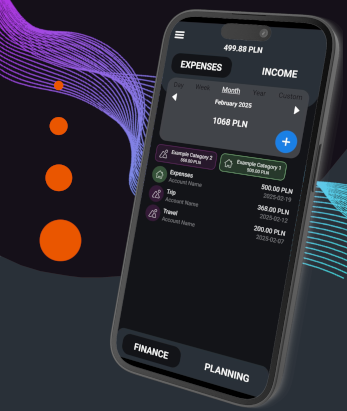 499.88 PLN
EXPENSES
INCOME
Day Week Month Year Custom
February 2025
1068 PLN
+
Example Category 2
568.00 PLN
Example Category 1
500.00 PLN
Expenses
Account Name
500.00 PLN
2025-02-19
Trip
Account Name
368.00 PLN
2025-02-12
Travel
Account Name
200.00 PLN
2025-02-07
FINANCE
PLANNING